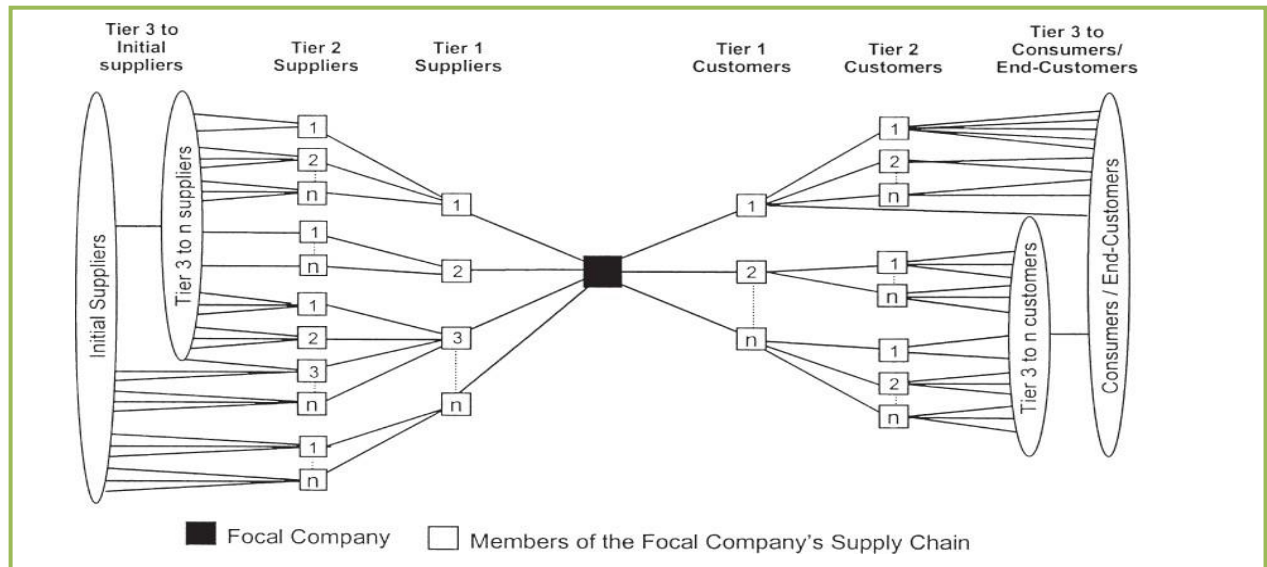 Tier 3 to
Initial
suppliers
Tier 2
Suppliers
Tier 1
Suppliers
Tier 1
Customers
Tier 2
Customers
Tier 3 to
Consumers/
End-Customers
Initial Suppliers
Tier 3 to n suppliers
1
2
n
1
n
1
2
3
n
1
n
1
2
3
n
1
2
n
1
2
n
1
n
1
2
n
Tier 3 to n customers
Consumers / End-Customers
Focal Company
Members of the Focal Company's Supply Chain